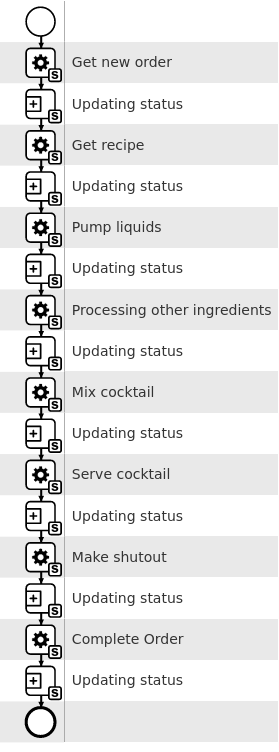 S Get new order
S Updating status
S Get recipe
S Updating status
S Pump liquids
S Updating status
S Processing other ingredients
S Updating status
S Mix cocktail
S Updating status
S Serve cocktail
S Updating status
S Make shutout
S Updating status
S Complete Order
S Updating status